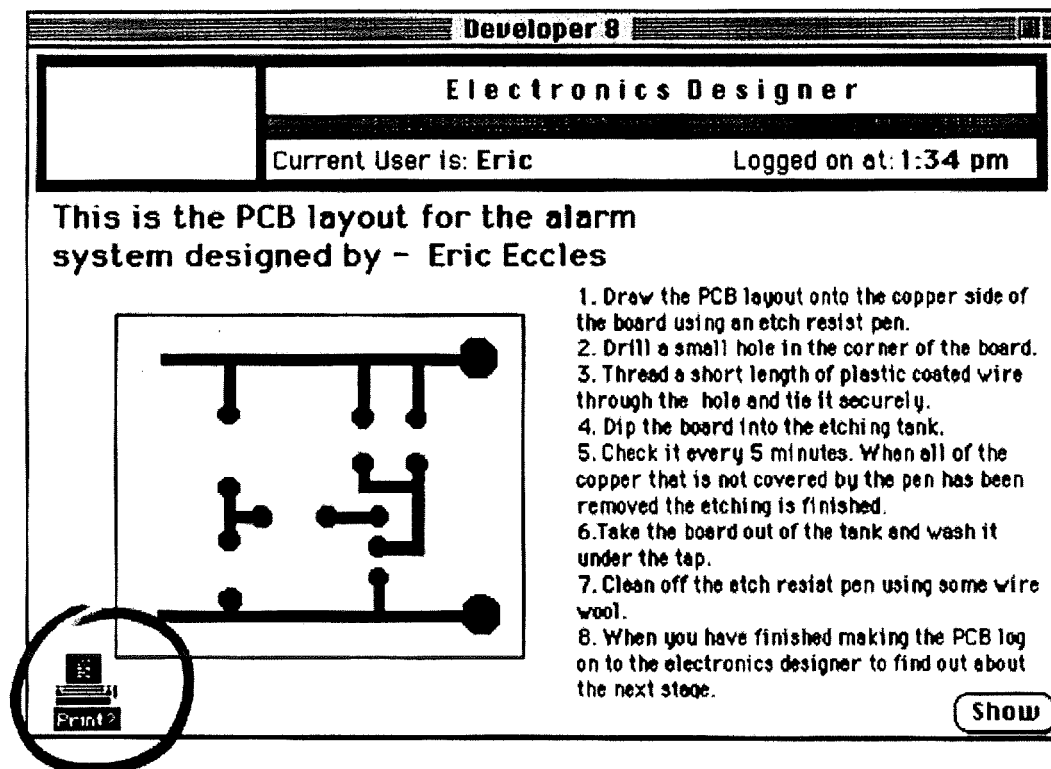 Developer 8
Electronics Designer
Current User is: Eric
Logged on at: 1:34 pm
This is the PCB layout for the alarm
system designed by - Eric Eccles
1. Draw the PCB layout onto the copper side of
the board using an etch resist pen.
2. Drill a small hole in the corner of the board.
3. Thread a short length of plastic coated wire
through the hole and tie it securely.
4. Dip the board into the etching tank.
5. Check it every 5 minutes. When all of the
copper that is not covered by the pen has been
removed the etching is finished.
6.Take the board out of the tank and wash it
under the tap.
7. Clean off the etch resist pen using some wire
wool.
8. When you have finished making the PCB log
on to the electronics designer to find out about
the next stage.
Print?
Show